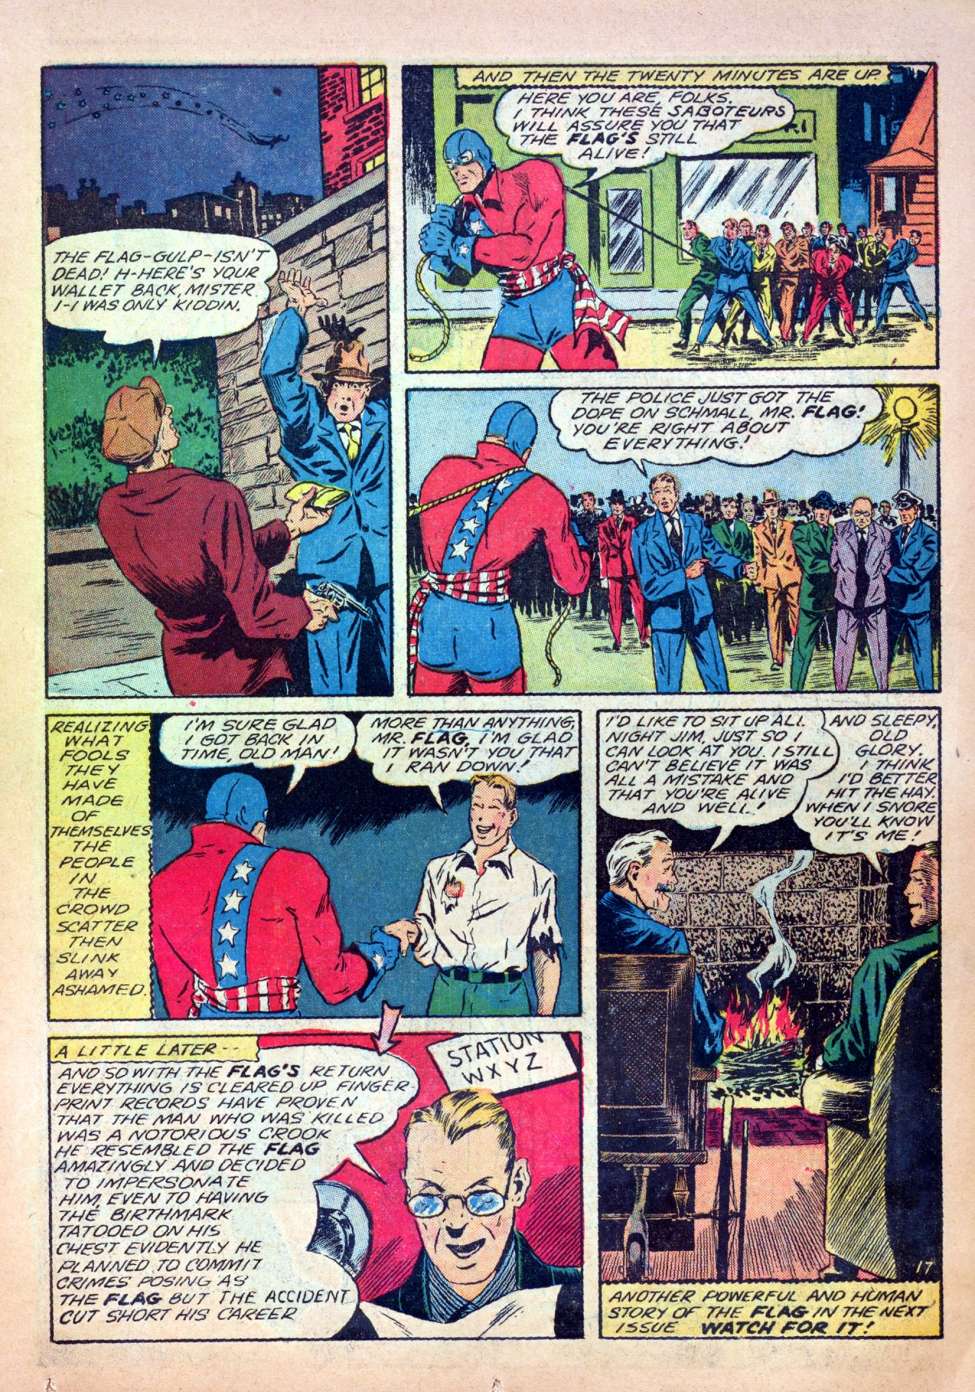 THE FLAG-GULP-ISN'T
DEAD! H-HERE'S YOUR
WALLET BACK, MISTER
I-I WAS ONLY KIDDIN.
AND THEN THE TWENTY MINUTES ARE UP.
HERE YOU ARE, FOLKS,
I THINK THESE SABOTEURS
WILL ASSURE YOU THAT
THE FLAG'S STILL
ALIVE!
THE POLICE JUST GOT THE
DOPE ON SCHMALL, MR. FLAG!
YOU'RE RIGHT ABOUT
EVERYTHING!
REALIZING
WHAT
FOOLS
THEY
HAVE
MADE
OF
THEMSELVES
THE
PEOPLE
IN
THE
CROWD
SCATTER
THEN
SLINK
AWAY
ASHAMED.
I'M SURE GLAD
I GOT BACK IN
TIME, OLD MAN!
MORE THAN ANYTHING,
MR. FLAG, I'M GLAD
IT WASN'T YOU THAT
I RAN DOWN!
A LITTLE LATER--
AND SO WITH THE FLAG'S RETURN
EVERYTHING IS CLEARED UP FINGER-
PRINT RECORDS HAVE PROVEN
THAT THE MAN WHO WAS KILLED
WAS A NOTORIOUS CROOK
HE RESEMBLED THE FLAG
AMAZINGLY AND DECIDED
TO IMPERSONATE
HIM, EVEN TO HAVING
THE BIRTHMARK
TATOOED ON HIS
CHEST EVIDENTLY HE
PLANNED TO COMMIT
CRIMES POSING AS
THE FLAG BUT THE ACCIDENT
CUT SHORT HIS CAREER
STATION
WXYZ
I'D LIKE TO SIT UP ALL
NIGHT JIM, JUST SO I
CAN LOOK AT YOU. I STILL
CAN'T BELIEVE IT WAS
ALL A MISTAKE AND
THAT YOU'RE ALIVE
AND WELL!
AND SLEEPY,
OLD
GLORY.
I THINK
I'D BETTER
HIT THE HAY.
WHEN I SNORE
YOU'LL KNOW
IT'S ME!
17
ANOTHER POWERFUL AND HUMAN
STORY OF THE FLAG IN THE NEXT
ISSUE WATCH FOR IT!